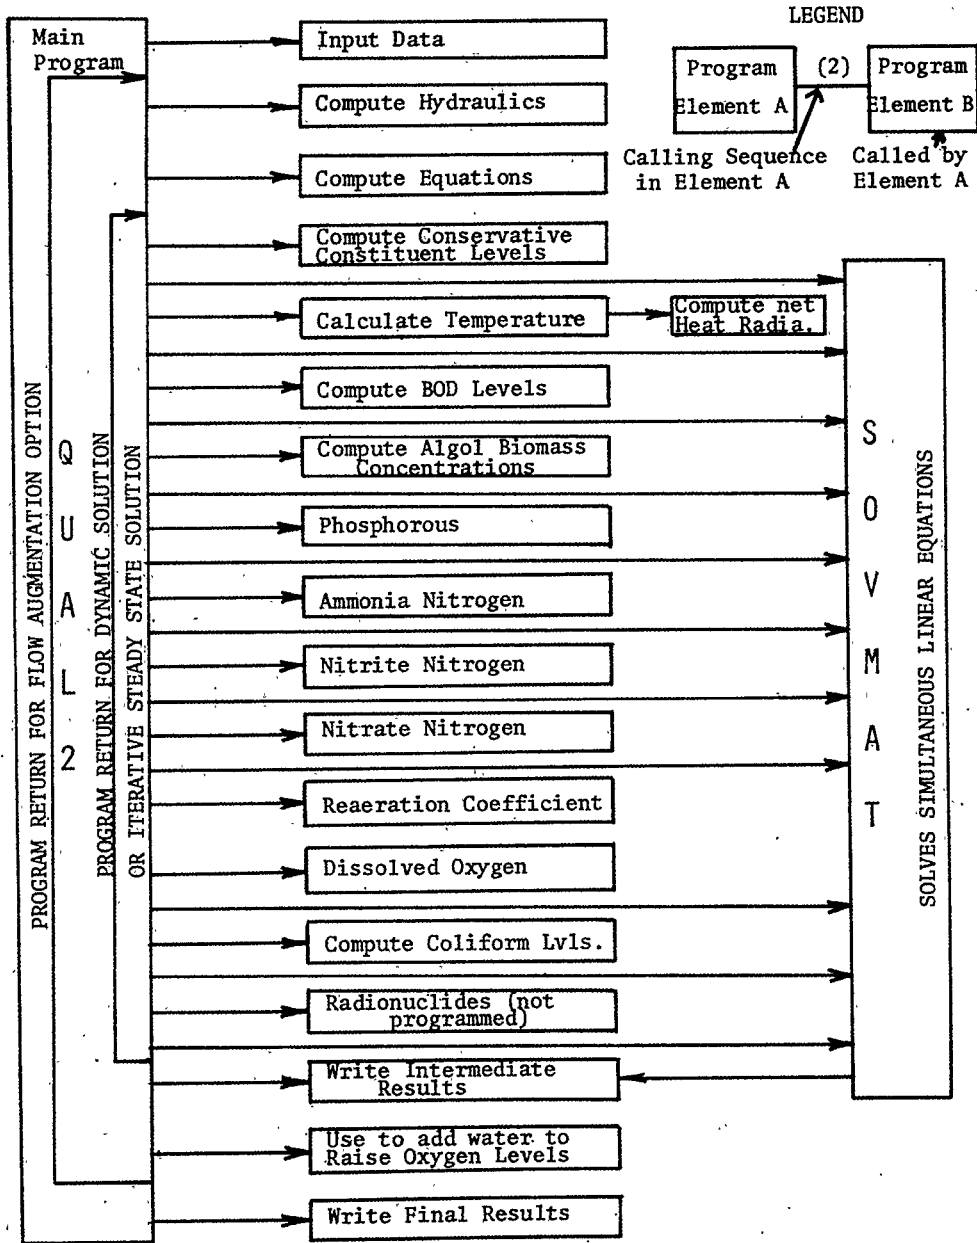 LEGEND
Program
Element A
(2)
Program
Element B
Calling Sequence
in Element A
Called by
Element A
Main
Program
PROGRAM RETURN FOR FLOW AUGMENTATION OPTION
QUAL2
PROGRAM RETURN FOR DYNAMIC SOLUTION
OR ITERATIVE STEADY STATE SOLUTION
Input Data
Compute Hydraulics
Compute Equations
Compute Conservative
Constituent Levels
Calculate Temperature
Compute net
Heat Radia.
Compute BOD Levels
Compute Algol Biomass
Concentrations
Phosphorous
Ammonia Nitrogen
Nitrite Nitrogen
Nitrate Nitrogen
Reaeration Coefficient
Dissolved Oxygen
Compute Coliform Lvls.
Radionuclides (not
programmed)
Write Intermediate
Results
Use to add water to
Raise Oxygen Levels
Write Final Results
SOVMAT
SOLVES SIMULTANEOUS LINEAR EQUATIONS